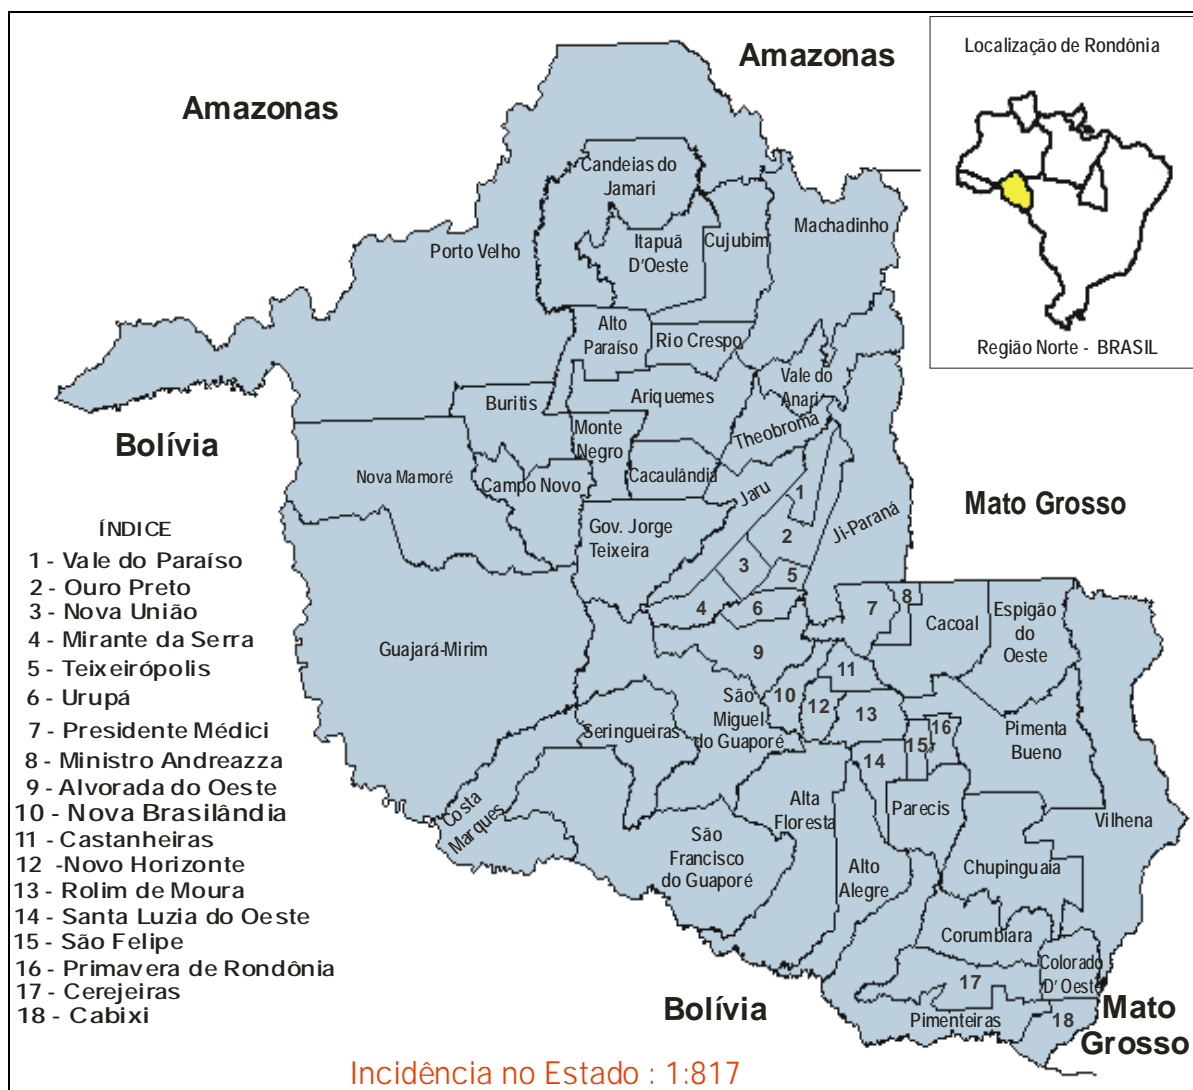 Amazonas
Amazonas
Localização de Rondônia
Região Norte - BRASIL
Candeias do
Jamari
Porto Velho
Itapuã
D'Oeste
Cujubim
Machadinho
Alto
Paraíso
Rio Crespo
Vale do
Anari
Buritis
Ariquemes
Theobroma
Monte
Negro
Bolívia
Nova Mamoré
Campo Novo
Cacaulândia
Jaru
1
Gov. Jorge
Teixeira
2
Ji-Paraná
Mato Grosso
3
5
4
6
7
8
Cacoal
Espigão
do
Oeste
Guajará-Mirim
9
11
São
Miguel
do Guaporé
10
12
13
Seringueiras
16
15
14
Pimenta
Bueno
Costa
Marques
Alta
Floresta
Parecis
Vilhena
São
Francisco
do Guaporé
Alto
Alegre
Chupinguaia
Corumbiara
Colorado
D'Oeste
17
Pimenteiras
18
Bolívia
Mato
Grosso
ÍNDICE
1 - Vale do Paraíso
2 - Ouro Preto
3 - Nova União
4 - Mirante da Serra
5 - Teixeirópolis
6 - Urupá
7 - Presidente Médici
8 - Ministro Andreazza
9 - Alvorada do Oeste
10 - Nova Brasilândia
11 - Castanheiras
12 -Novo Horizonte
13 - Rolim de Moura
14 - Santa Luzia do Oeste
15 - São Felipe
16 - Primavera de Rondônia
17 - Cerejeiras
18 - Cabixi
Incidência no Estado : 1:817